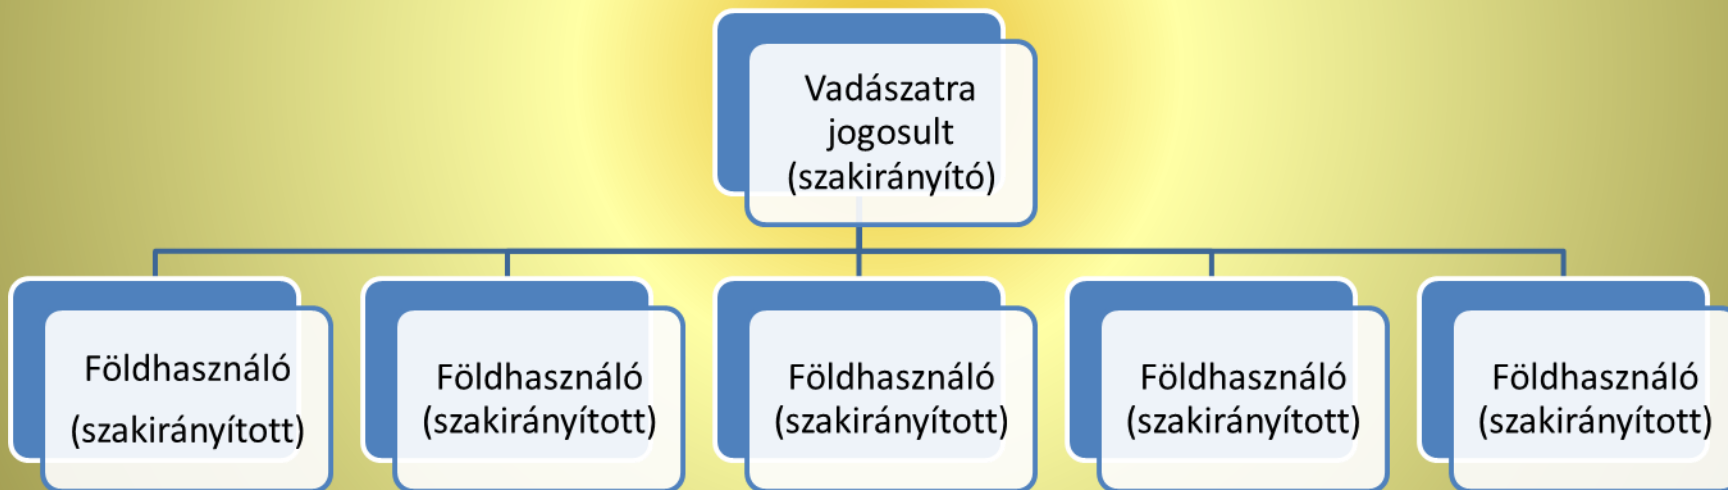 Vadászatra
jogosult
(szakirányító)
Földhasználó
(szakirányított)
Földhasználó
(szakirányított)
Földhasználó
(szakirányított)
Földhasználó
(szakirányított)
Földhasználó
(szakirányított)